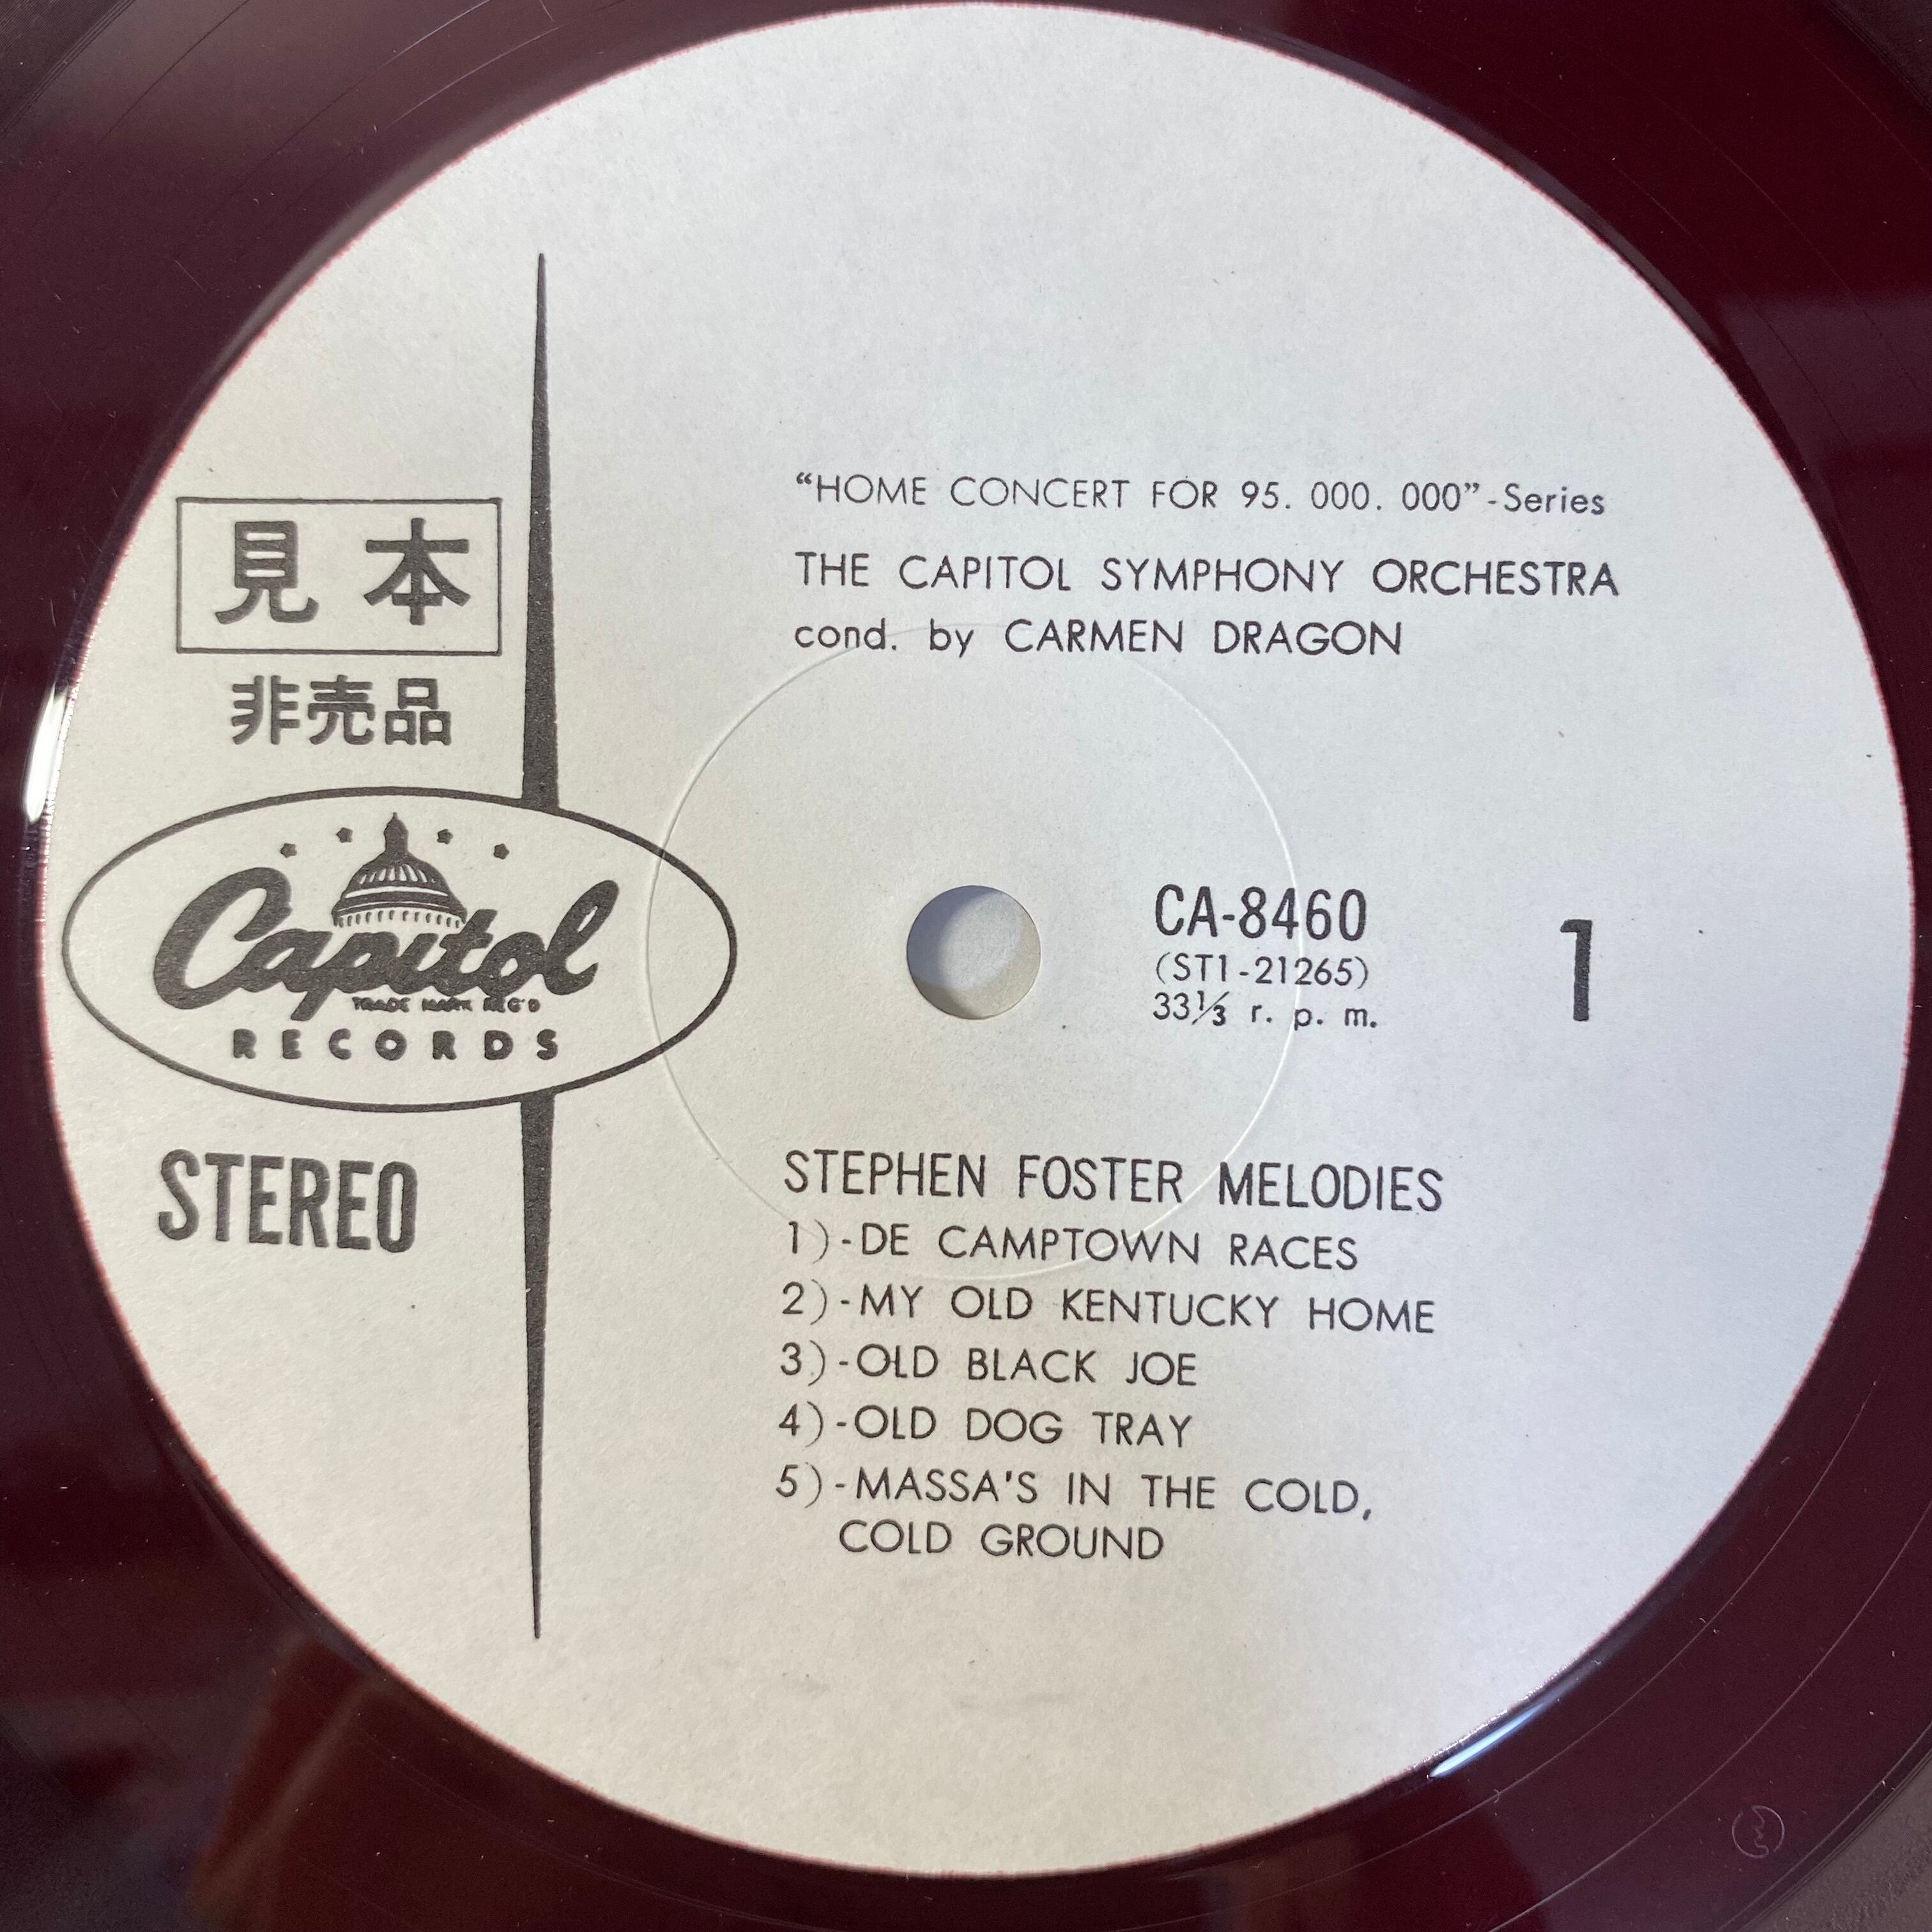 見本
非売品
Capitol
TRADE MARK REG'D
RECORDS
STEREO
“HOME CONCERT FOR 95. 000. 000”-Series
THE CAPITOL SYMPHONY ORCHESTRA
cond. by CARMEN DRAGON
CA-8460
(ST1-21265)
33⅓ r. p. m.
1
STEPHEN FOSTER MELODIES
1)-DE CAMPTOWN RACES
2)-MY OLD KENTUCKY HOME
3)-OLD BLACK JOE
4)-OLD DOG TRAY
5)-MASSA'S IN THE COLD,
COLD GROUND